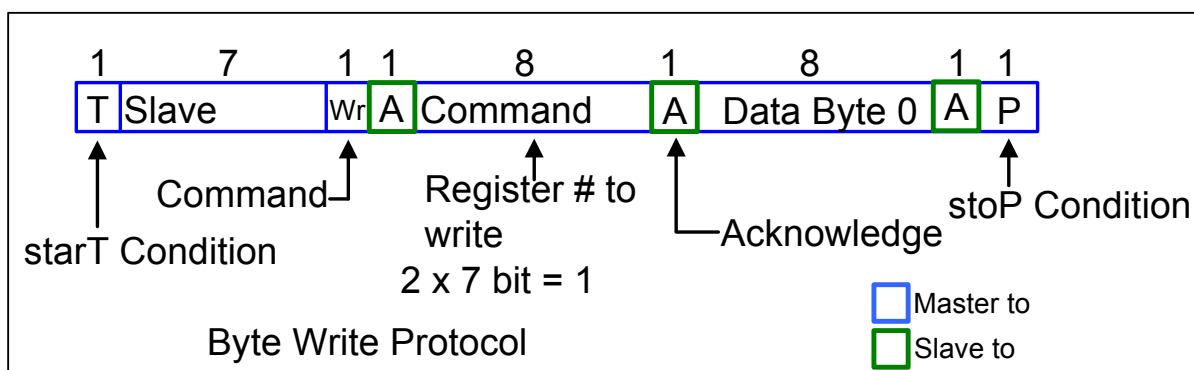 1 7 1 1 8 1 8 1 1
T Slave Wr A Command A Data Byte 0 A P
Command
Register # to
write
2 x 7 bit = 1
Acknowledge
stoP Condition
starT Condition
Byte Write Protocol
Master to
Slave to